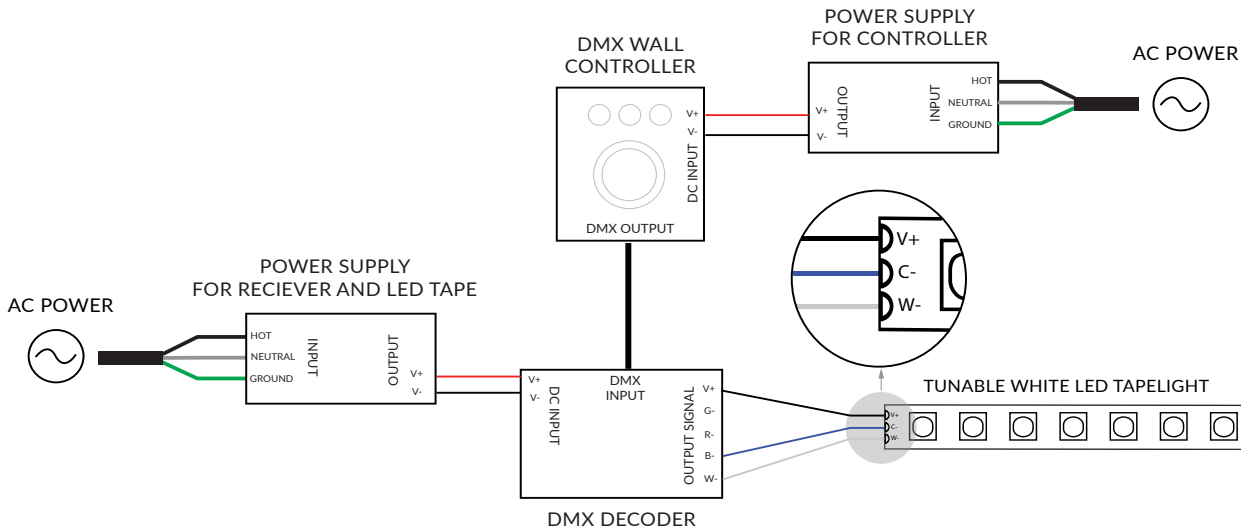 POWER SUPPLY
FOR CONTROLLER
AC POWER
DMX WALL
CONTROLLER
HOT
NEUTRAL
GROUND
INPUT
OUTPUT
V+
V-
V+
V-
DC INPUT
DMX OUTPUT
V+
C-
W-
POWER SUPPLY
FOR RECIEVER AND LED TAPE
AC POWER
HOT
NEUTRAL
GROUND
INPUT
OUTPUT
V+
V-
V+
V-
DC INPUT
DMX
INPUT
OUTPUT SIGNAL
V+
G-
R-
B-
W-
DMX DECODER
TUNABLE WHITE LED TAPELIGHT
V+
C-
W-